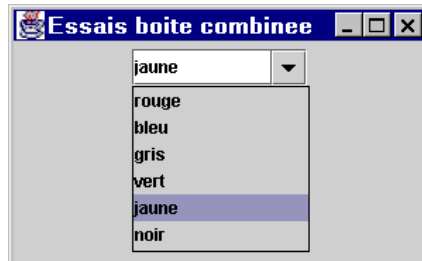 Essais boite combinee
jaune
rouge
bleu
gris
vert
jaune
noir